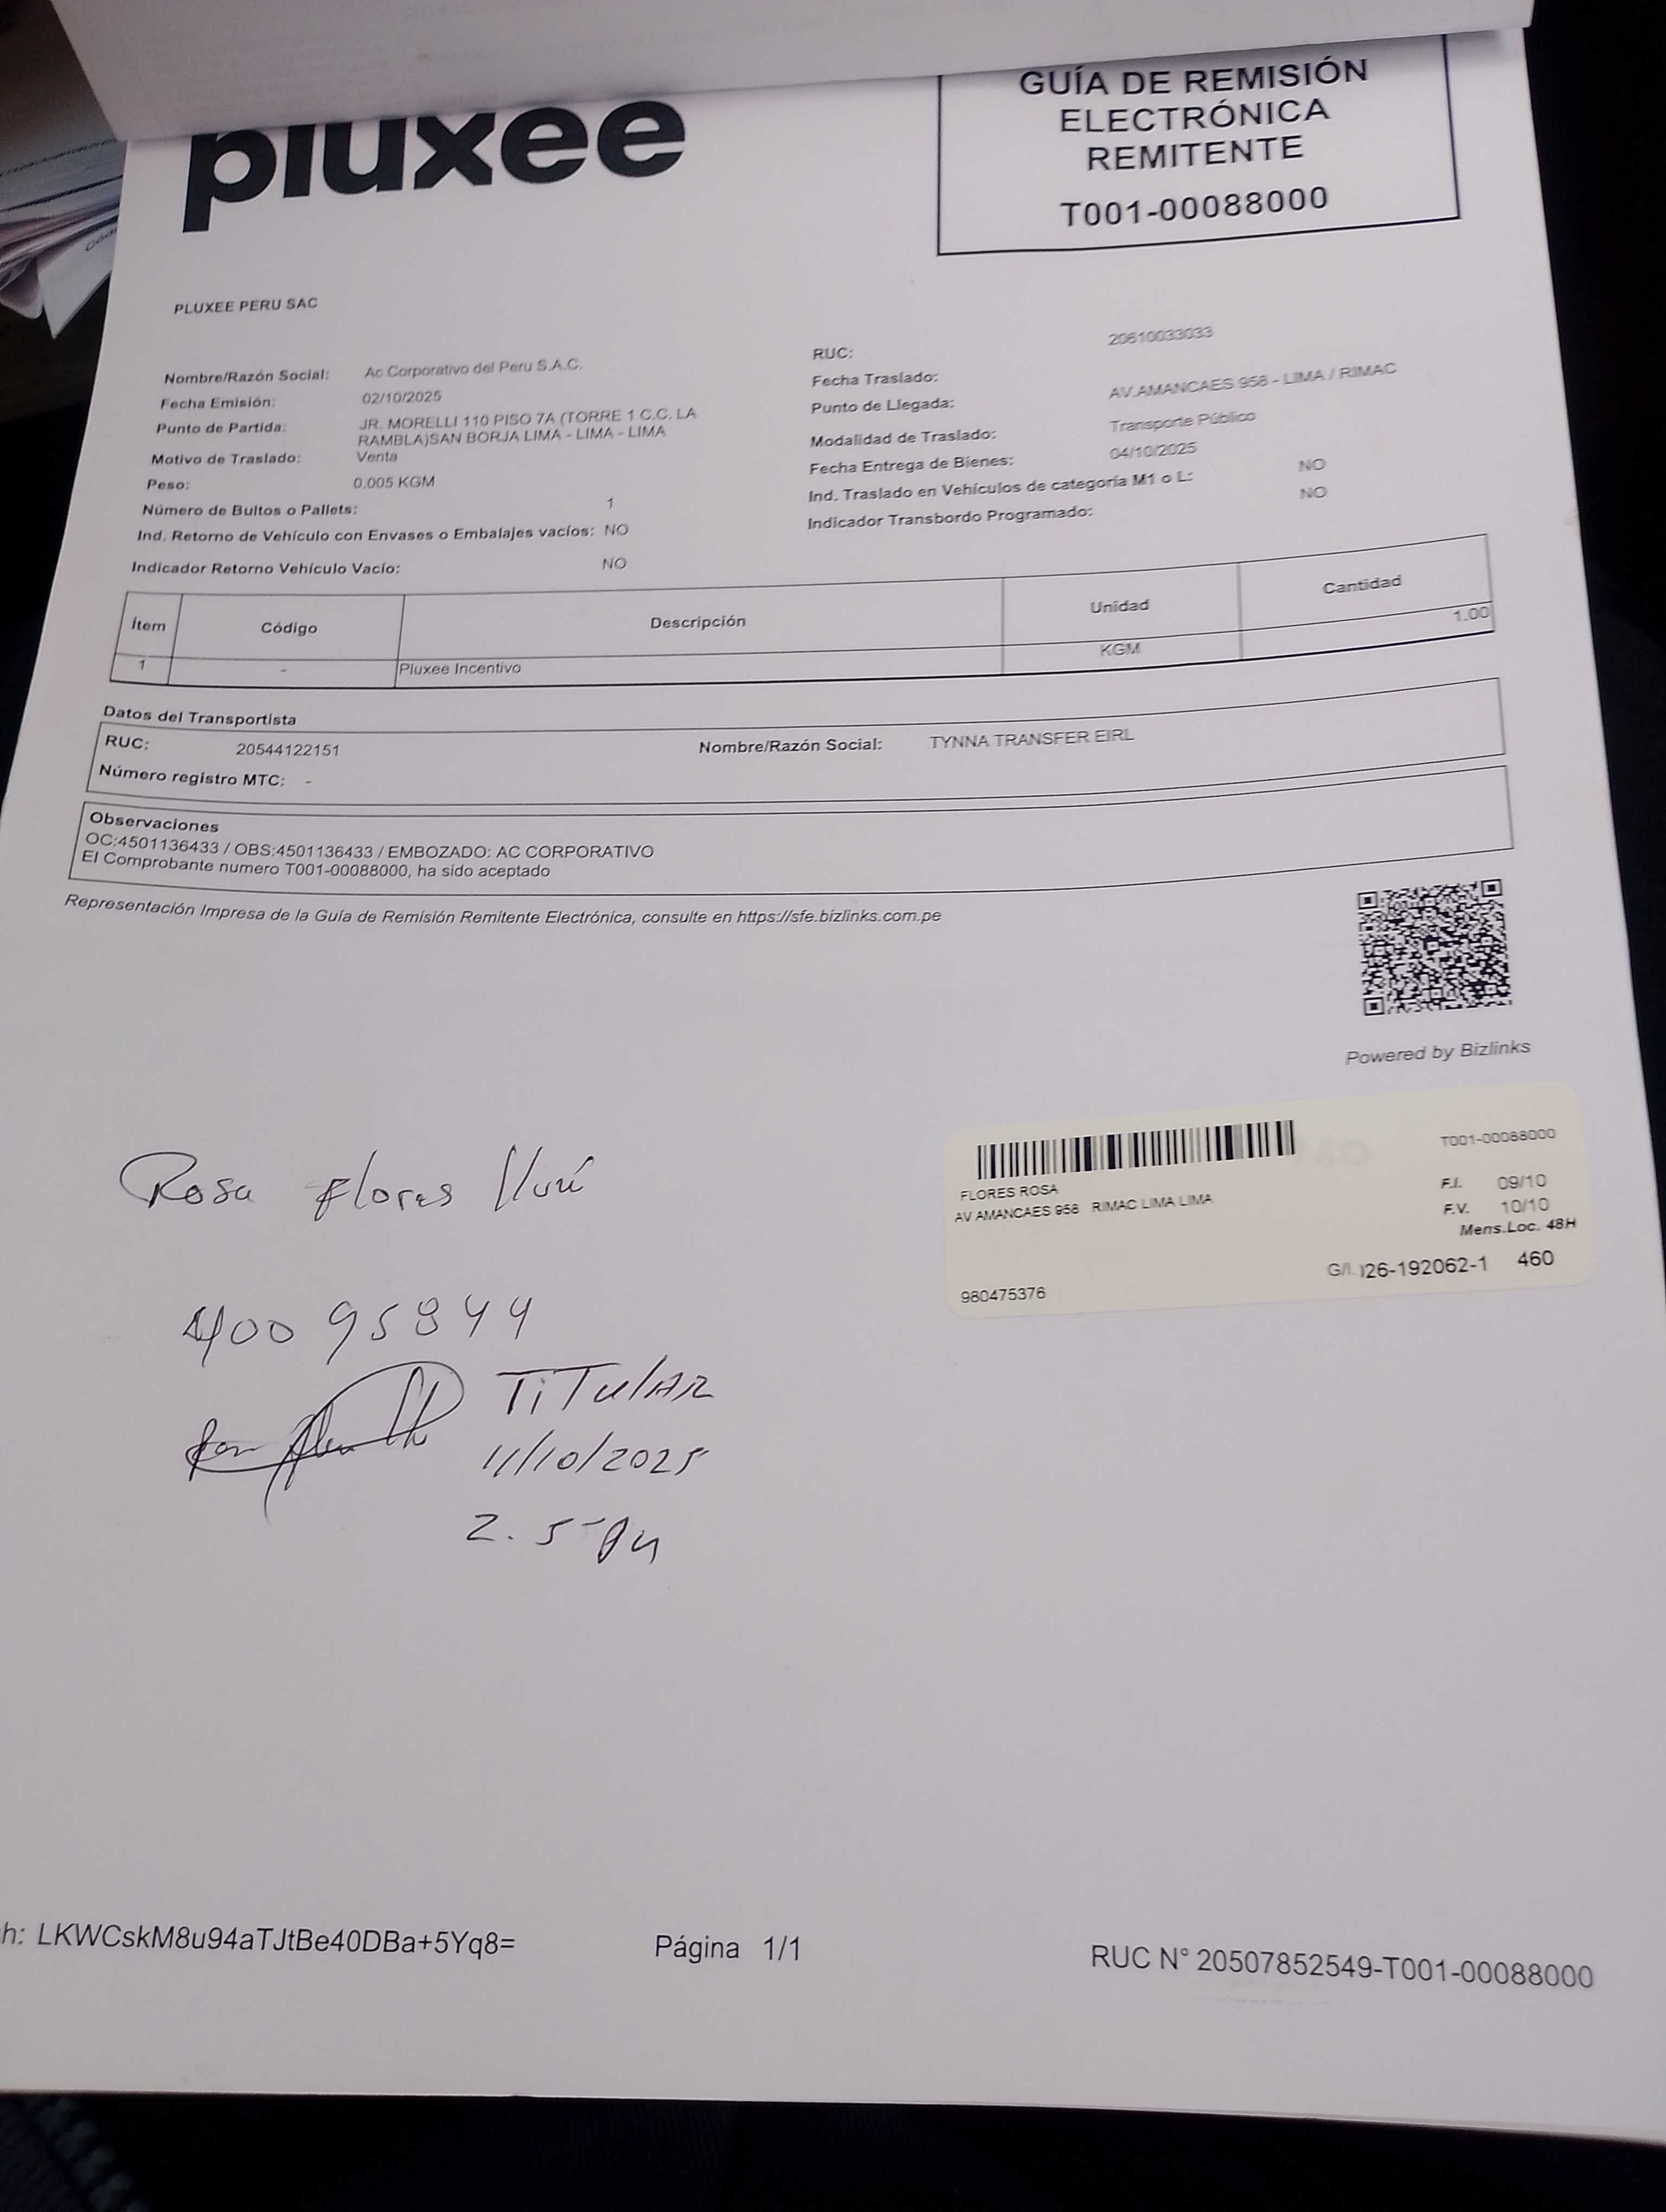 pluxee
GUÍA DE REMISIÓN
ELECTRÓNICA
REMITENTE
T001-00088000
PLUXEE PERU SAC
Nombre/Razón Social: Ac Corporativo del Peru S.A.C.
Fecha Emisión: 02/10/2025
Punto de Partida: JR. MORELLI 110 PISO 7A (TORRE 1 C.C. LA
RAMBLA)SAN BORJA LIMA - LIMA - LIMA
Motivo de Traslado: Venta
Peso: 0.005 KGM
Número de Bultos o Pallets: 1
Ind. Retorno de Vehículo con Envases o Embalajes vacíos: NO
Indicador Retorno Vehículo Vacío: NO
RUC: 20610033033
Fecha Traslado:
Punto de Llegada: AV.AMANCAES 958 - LIMA / RIMAC
Modalidad de Traslado: Transporte Público
Fecha Entrega de Bienes: 04/10/2025
Ind. Traslado en Vehículos de categoría M1 o L: NO
Indicador Transbordo Programado: NO
Ítem Código Descripción Unidad Cantidad
1 - Pluxee Incentivo KGM 1.00
Datos del Transportista
RUC: 20544122151 Nombre/Razón Social: TYNNA TRANSFER EIRL
Número registro MTC: -
Observaciones
OC:4501136433 / OBS:4501136433 / EMBOZADO: AC CORPORATIVO
El Comprobante numero T001-00088000, ha sido aceptado
Representación Impresa de la Guía de Remisión Remitente Electrónica, consulte en https://sfe.bizlinks.com.pe
Powered by Bizlinks
T001-00088000
FLORES ROSA
AV AMANCAES 958 RIMAC LIMA LIMA
F.I. 09/10
F.V. 10/10
Mens.Loc. 48H
G/I. )26-192062-1 460
980475376
Rosa Flores
40095844
TiTulAR
11/10/2025
h: LKWCskM8u94aTJtBe40DBa+5Yq8=
Página 1/1
RUC N° 20507852549-T001-00088000